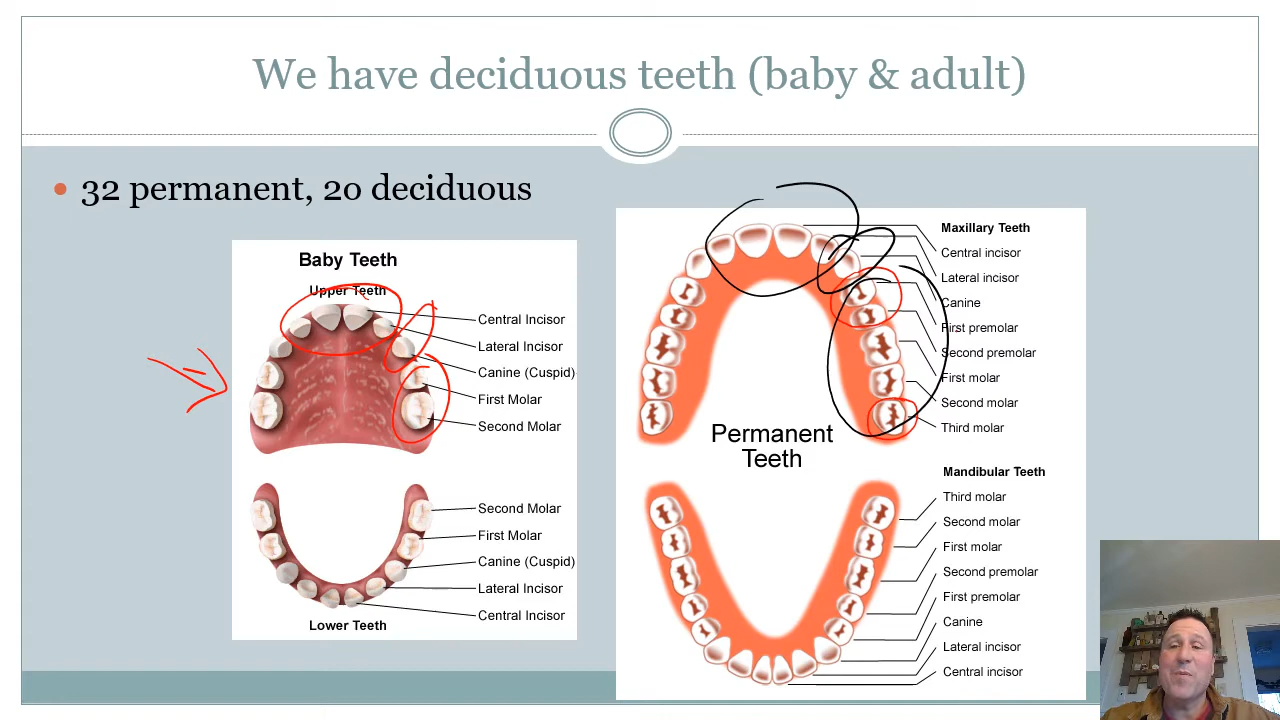 We have deciduous teeth (baby & adult)
32 permanent, 20 deciduous
Baby Teeth
Upper Teeth
Central Incisor
Lateral Incisor
Canine (Cuspid)
First Molar
Second Molar
Second Molar
First Molar
Canine (Cuspid)
Lateral Incisor
Central Incisor
Lower Teeth
Maxillary Teeth
Central incisor
Lateral incisor
Canine
First premolar
Second premolar
First molar
Second molar
Third molar
Permanent
Teeth
Mandibular Teeth
Third molar
Second molar
First molar
Second premolar
First premolar
Canine
Lateral incisor
Central incisor